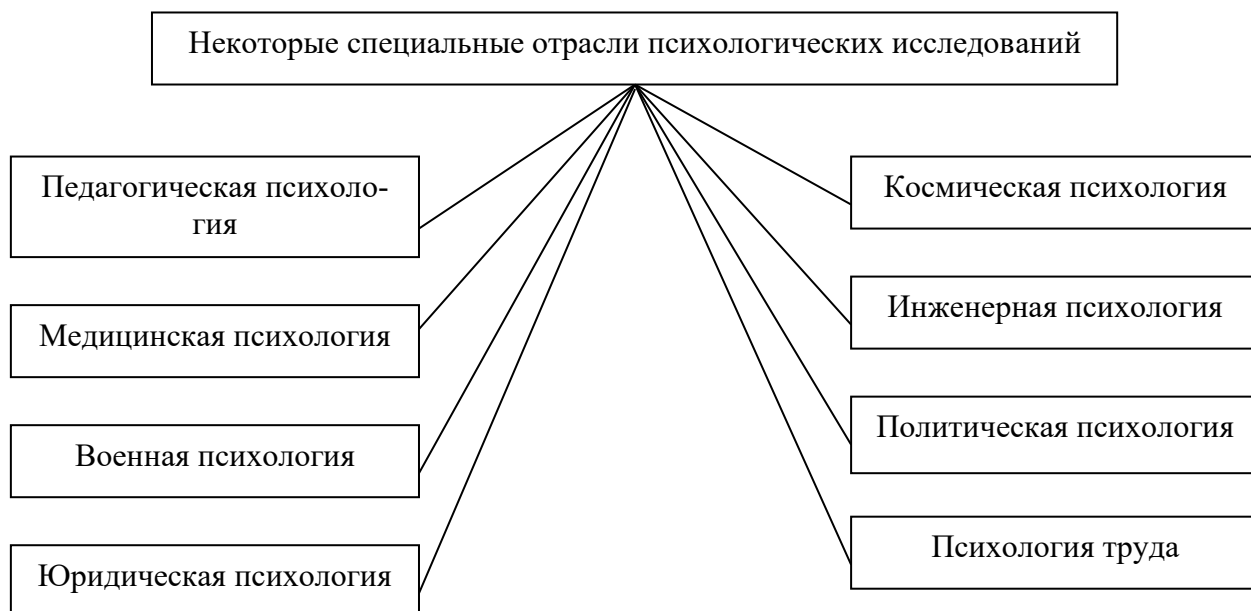 Некоторые специальные отрасли психологических исследований
Педагогическая психоло-
гия
Медицинская психология
Военная психология
Юридическая психология
Космическая психология
Инженерная психология
Политическая психология
Психология труда